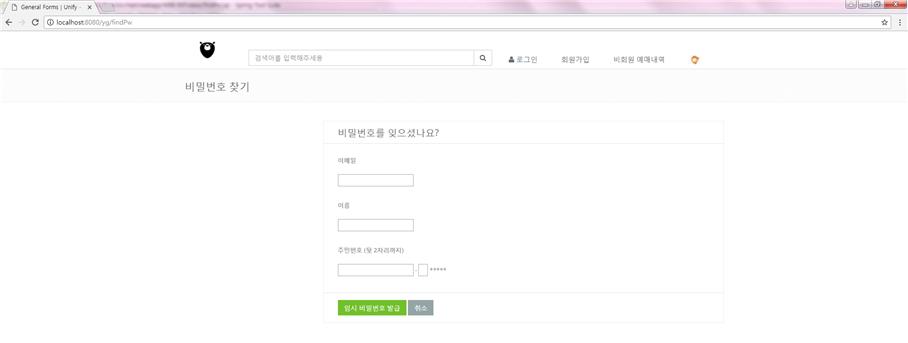 General Forms | Unify -
localhost:8080/yg/findPw
검색어를 입력해주세용
로그인
회원가입
비회원 예매내역
비밀번호 찾기
비밀번호를 잊으셨나요?
이메일
이름
주민번호 (뒷 2자리까지)
- *****
임시 비밀번호 발급
취소